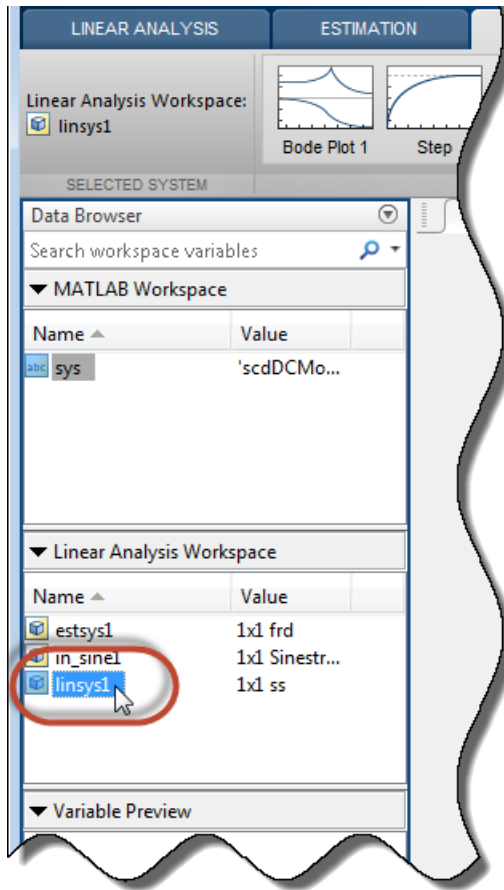 LINEAR ANALYSIS
ESTIMATION
Linear Analysis Workspace:
linsys1
Bode Plot 1
Step
SELECTED SYSTEM
Data Browser
Search workspace variables
MATLAB Workspace
Name
Value
abc sys
'scdDCMo...
Linear Analysis Workspace
Name
Value
estsys1
1x1 frd
in_sine1
1x1 Sinestr...
linsys1
1x1 ss
Variable Preview